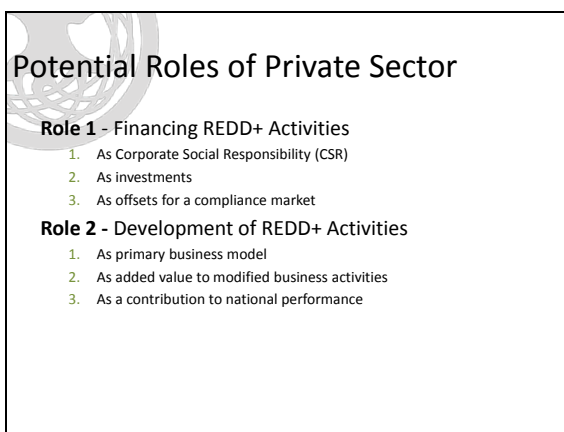 Potential Roles of Private Sector
Role 1 - Financing REDD+ Activities
1. As Corporate Social Responsibility (CSR)
2. As investments
3. As offsets for a compliance market
Role 2 - Development of REDD+ Activities
1. As primary business model
2. As added value to modified business activities
3. As a contribution to national performance